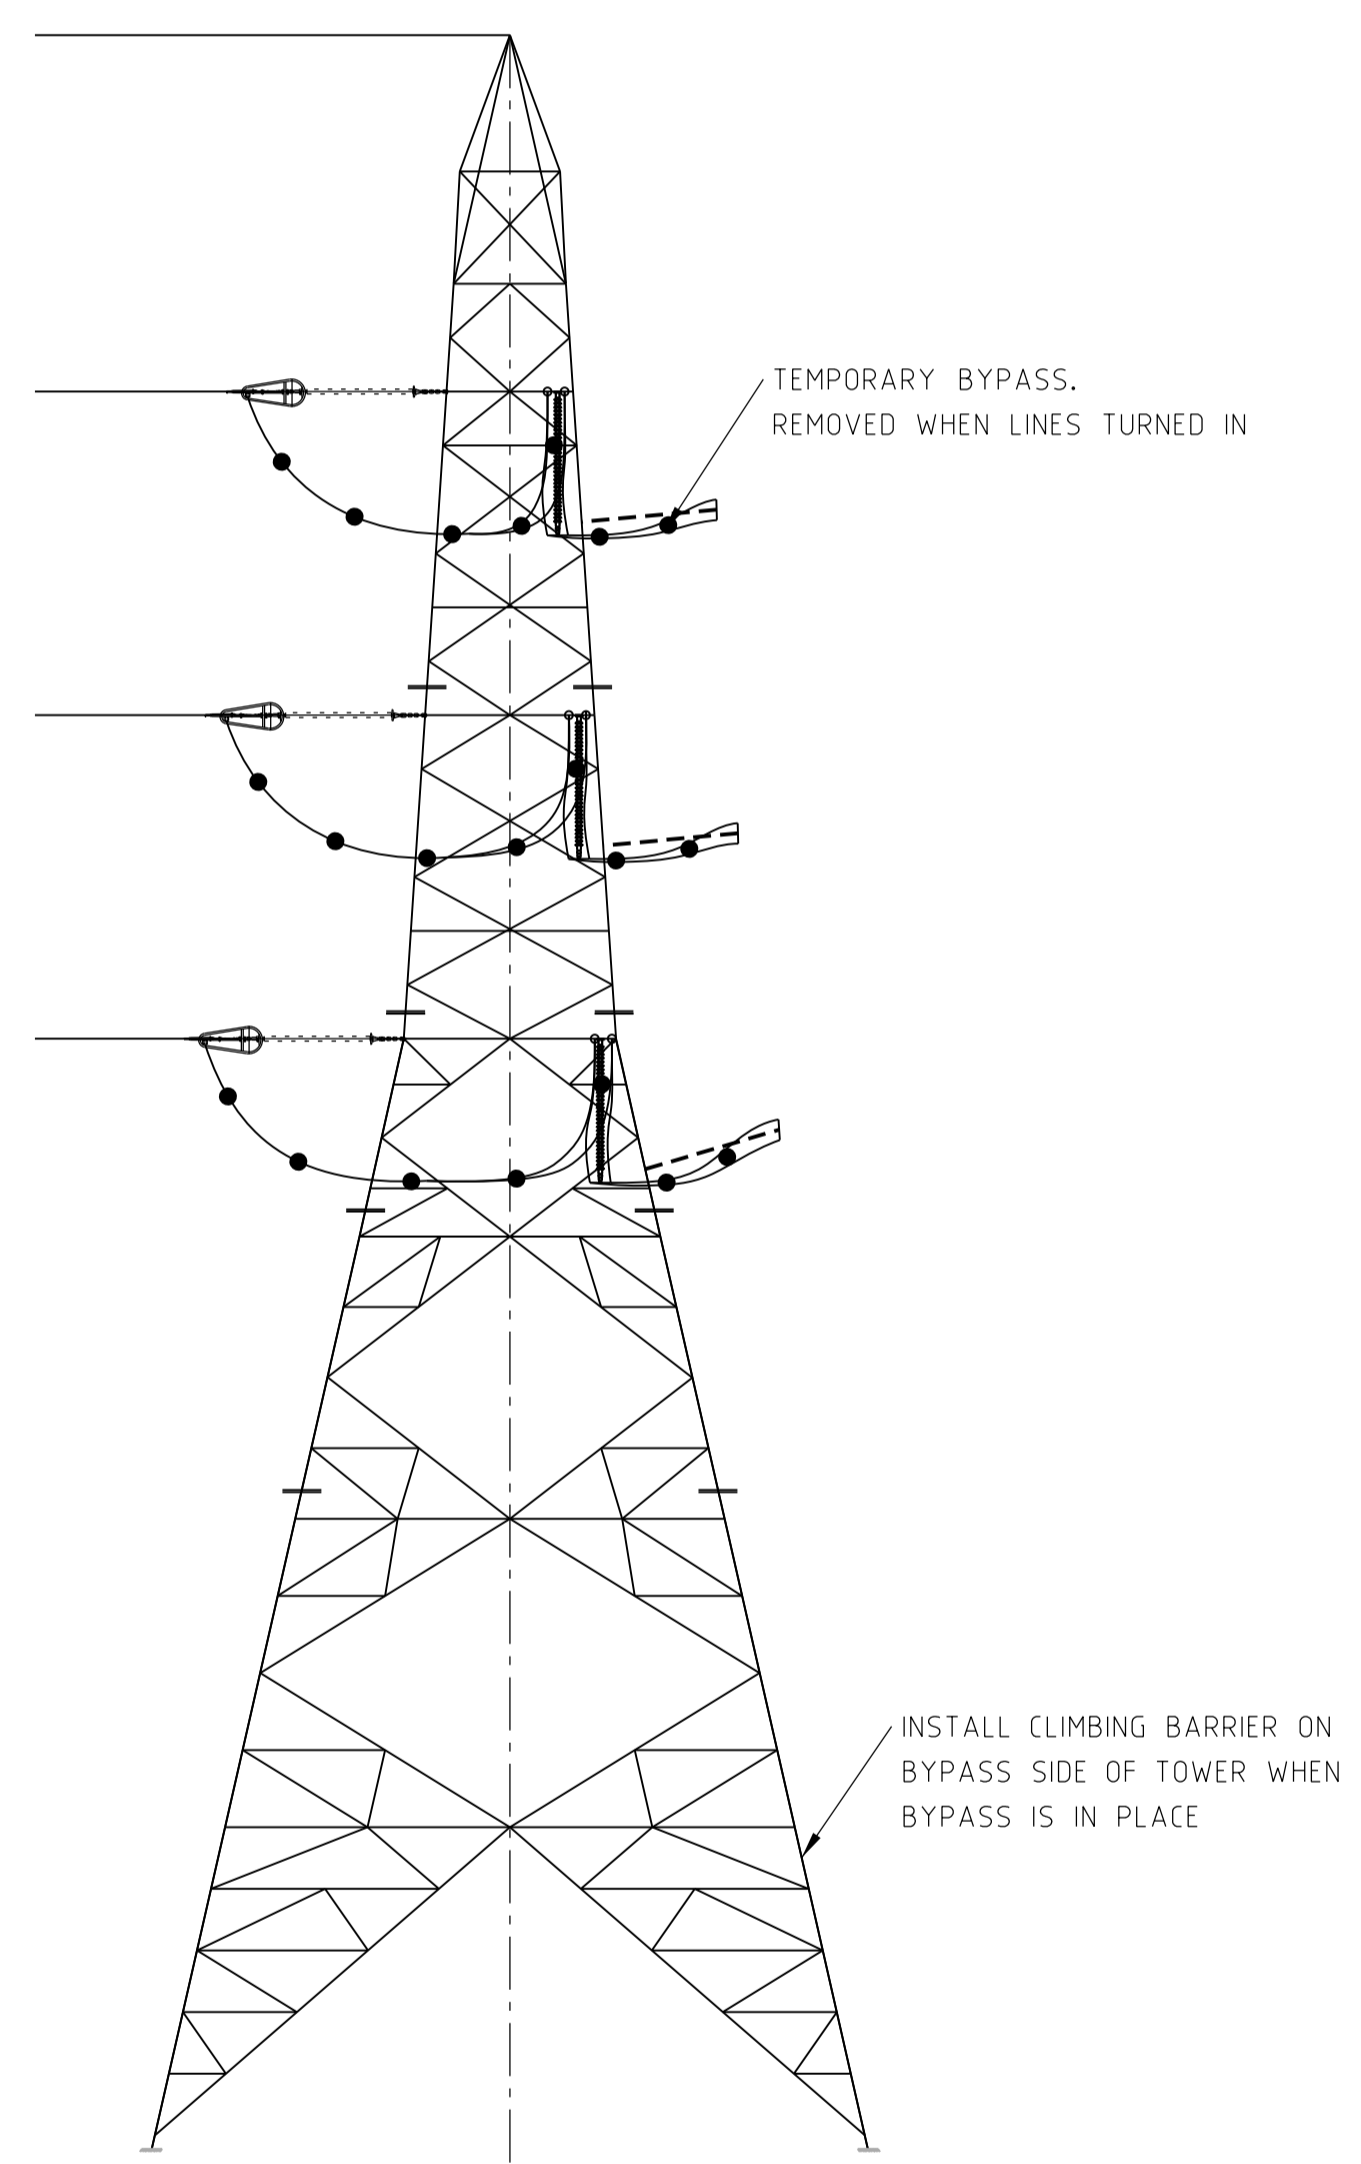 TEMPORARY BYPASS.
REMOVED WHEN LINES TURNED IN
INSTALL CLIMBING BARRIER ON
BYPASS SIDE OF TOWER WHEN
BYPASS IS IN PLACE